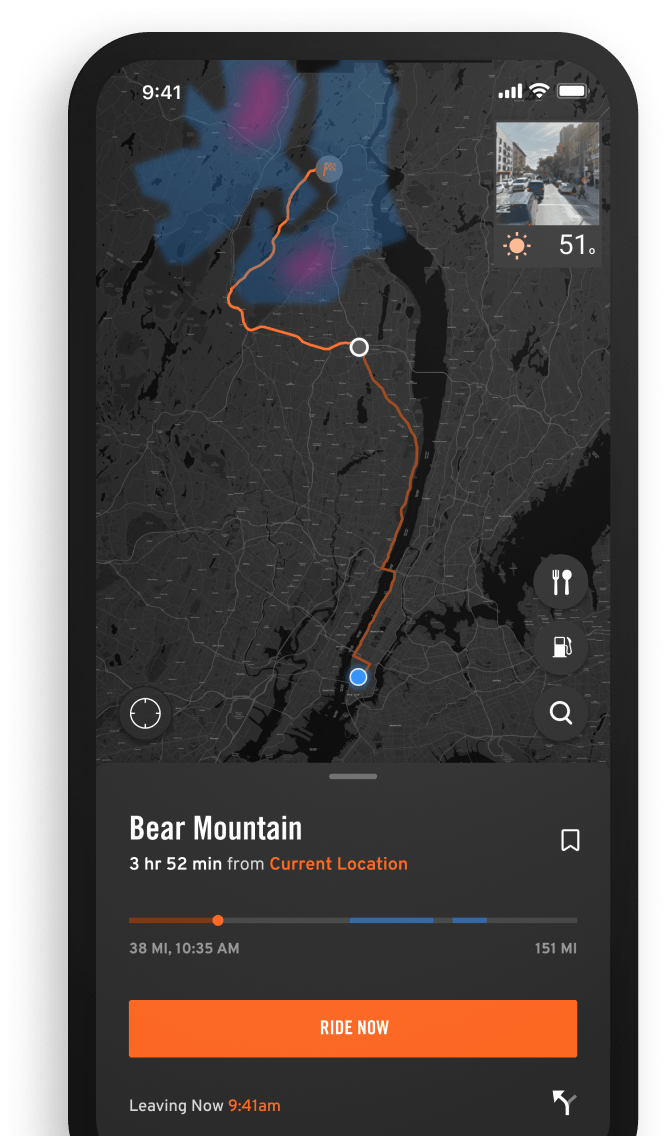 9:41
51°
Bear Mountain
3 hr 52 min from Current Location
38 MI, 10:35 AM 151 MI
RIDE NOW
Leaving Now 9:41am